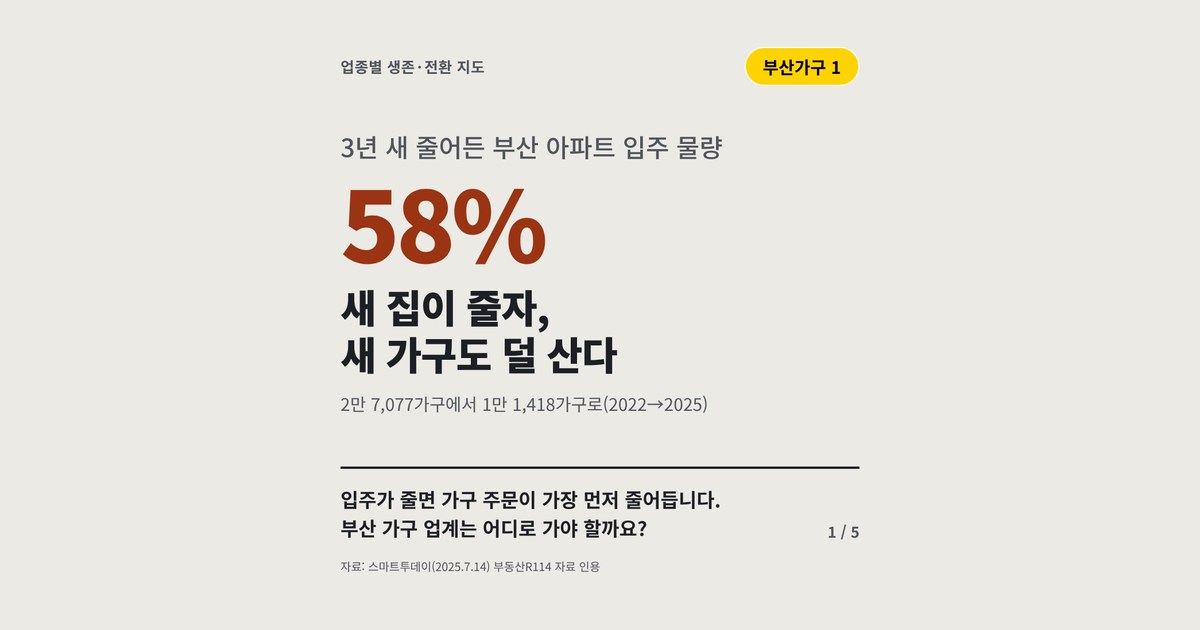 업종별 생존·전환 지도
부산가구 1
3년 새 줄어든 부산 아파트 입주 물량
58%
새 집이 줄자,
새 가구도 덜 산다
2만 7,077가구에서 1만 1,418가구로(2022→2025)
입주가 줄면 가구 주문이 가장 먼저 줄어듭니다.
부산 가구 업계는 어디로 가야 할까요?
1 / 5
자료: 스마트투데이(2025.7.14) 부동산R114 자료 인용